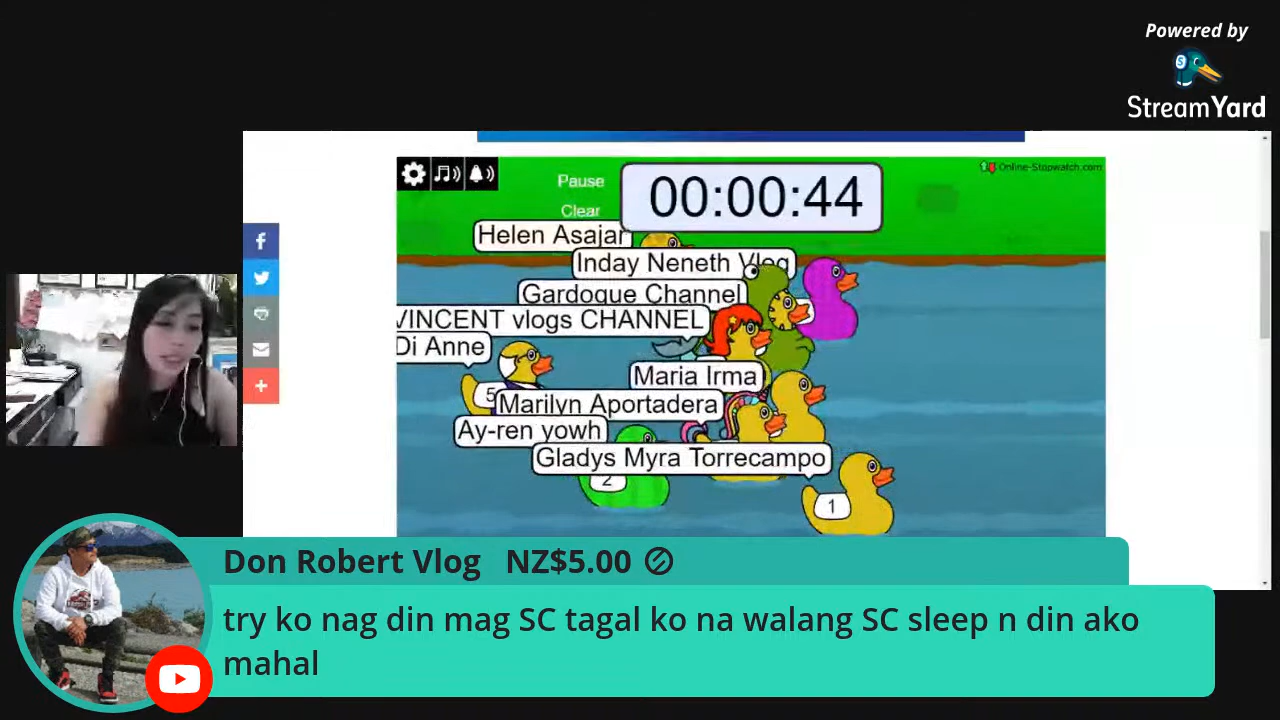 Powered by
StreamYard
Pause
Clear
00:00:44
Online-Stopwatch.com
Helen Asajar
Inday Neneth Vlog
Gardoque Channel
VINCENT vlogs CHANNEL
Di Anne
5
Maria Irma
Marilyn Aportadera
Ay-ren yowh
Gladys Myra Torrecampo
2
1
Don Robert Vlog NZ$5.00
try ko nag din mag SC tagal ko na walang SC sleep n din ako
mahal